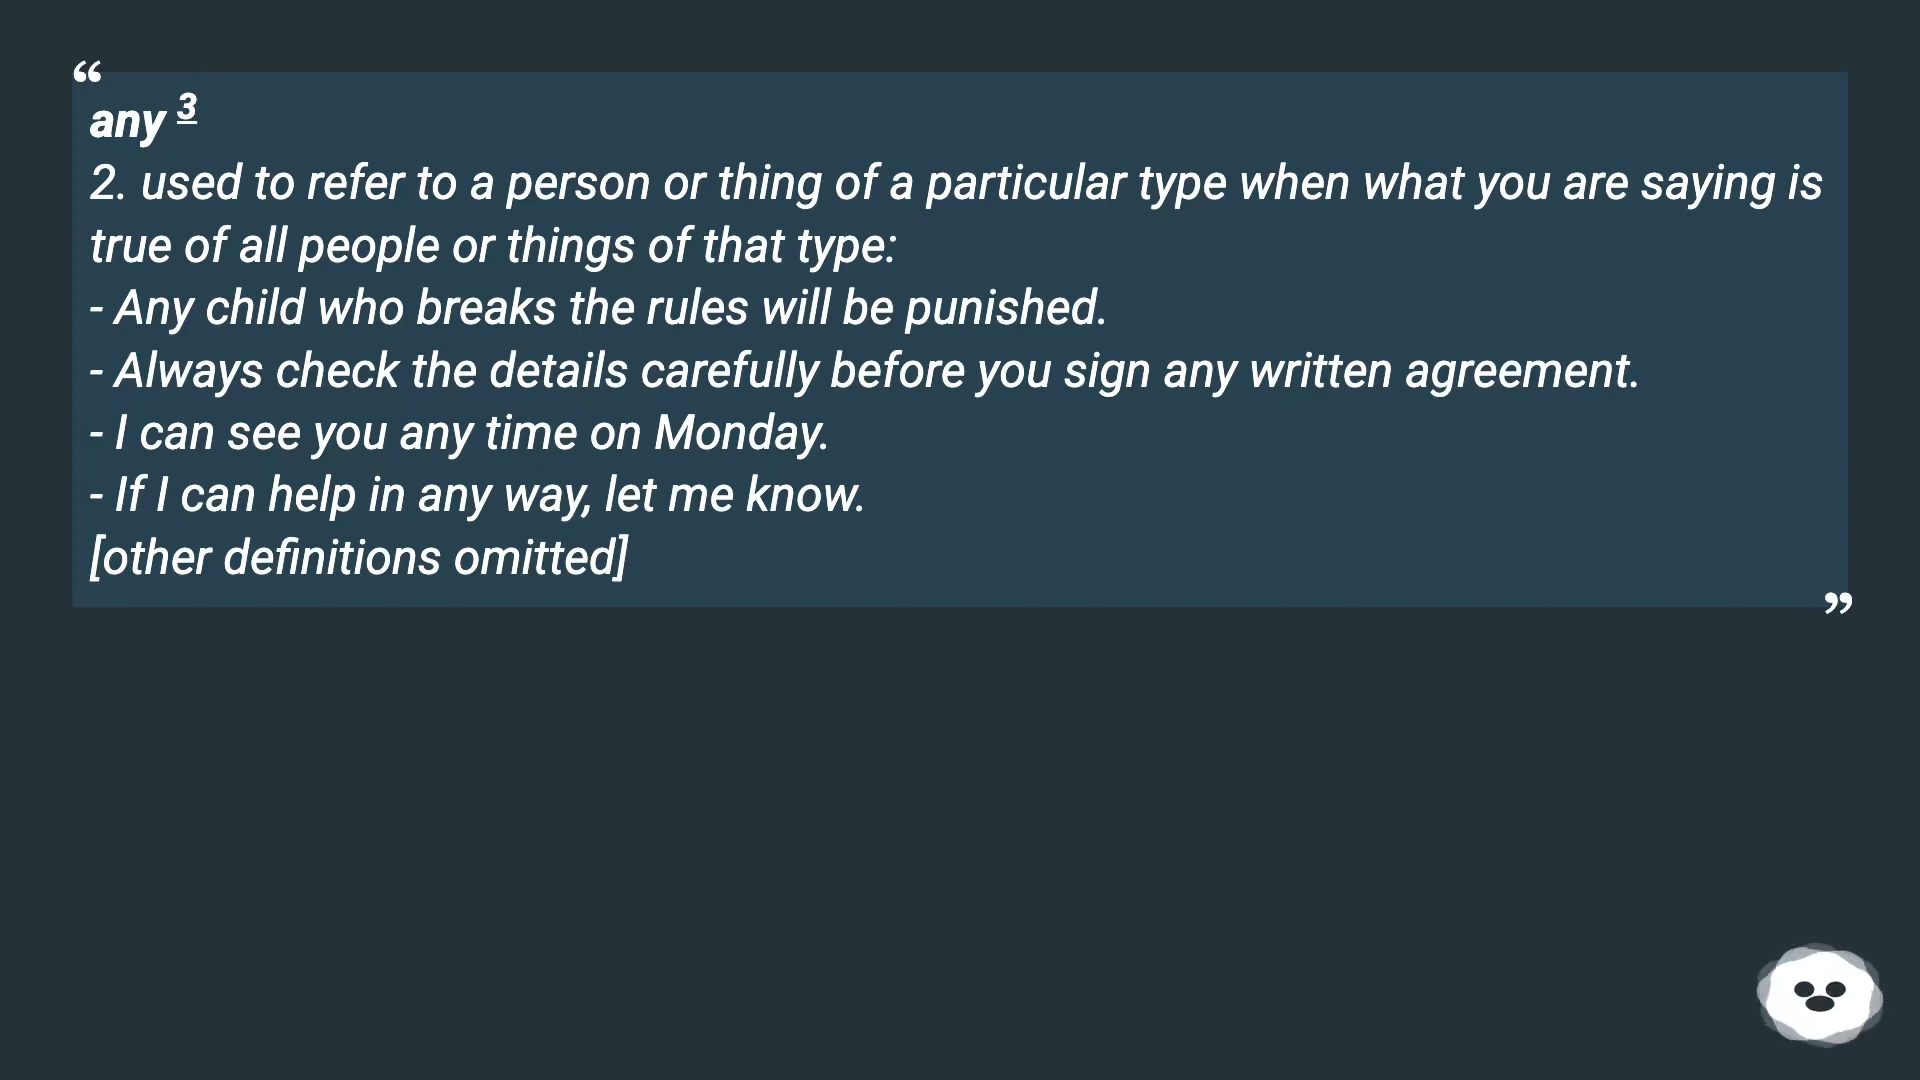 “
any 3
2. used to refer to a person or thing of a particular type when what you are saying is
true of all people or things of that type:
- Any child who breaks the rules will be punished.
- Always check the details carefully before you sign any written agreement.
- I can see you any time on Monday.
- If I can help in any way, let me know.
[other definitions omitted]
”